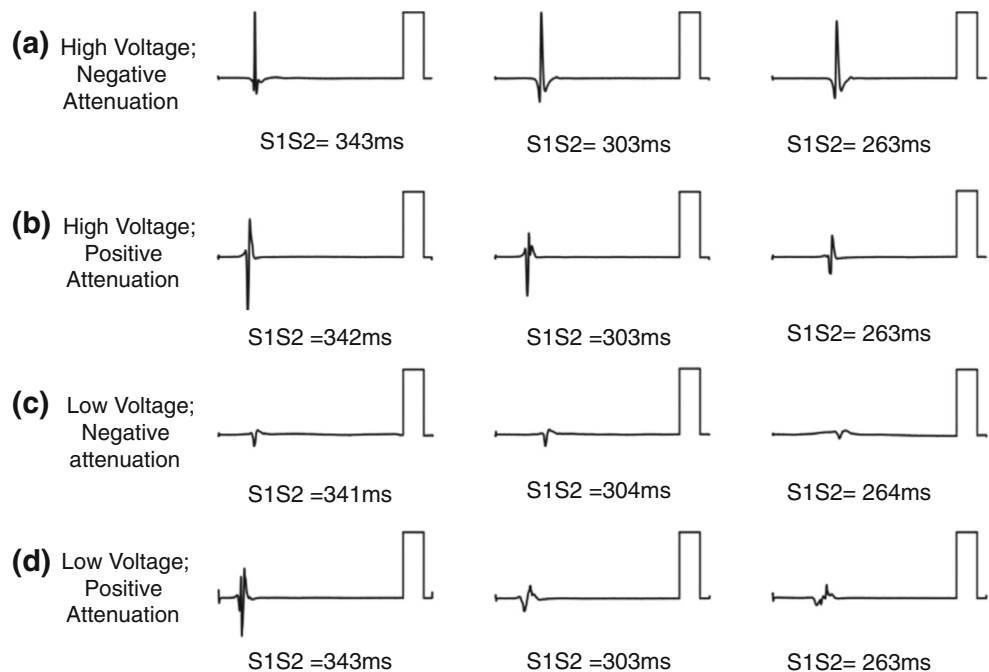 (a) High Voltage;
Negative
Attenuation
S1S2= 343ms
S1S2= 303ms
S1S2= 263ms
(b) High Voltage;
Positive
Attenuation
S1S2 =342ms
S1S2 =303ms
S1S2= 263ms
(c) Low Voltage;
Negative
attenuation
S1S2 =341ms
S1S2 =304ms
S1S2= 264ms
(d) Low Voltage;
Positive
Attenuation
S1S2 =343ms
S1S2 =303ms
S1S2 = 263ms